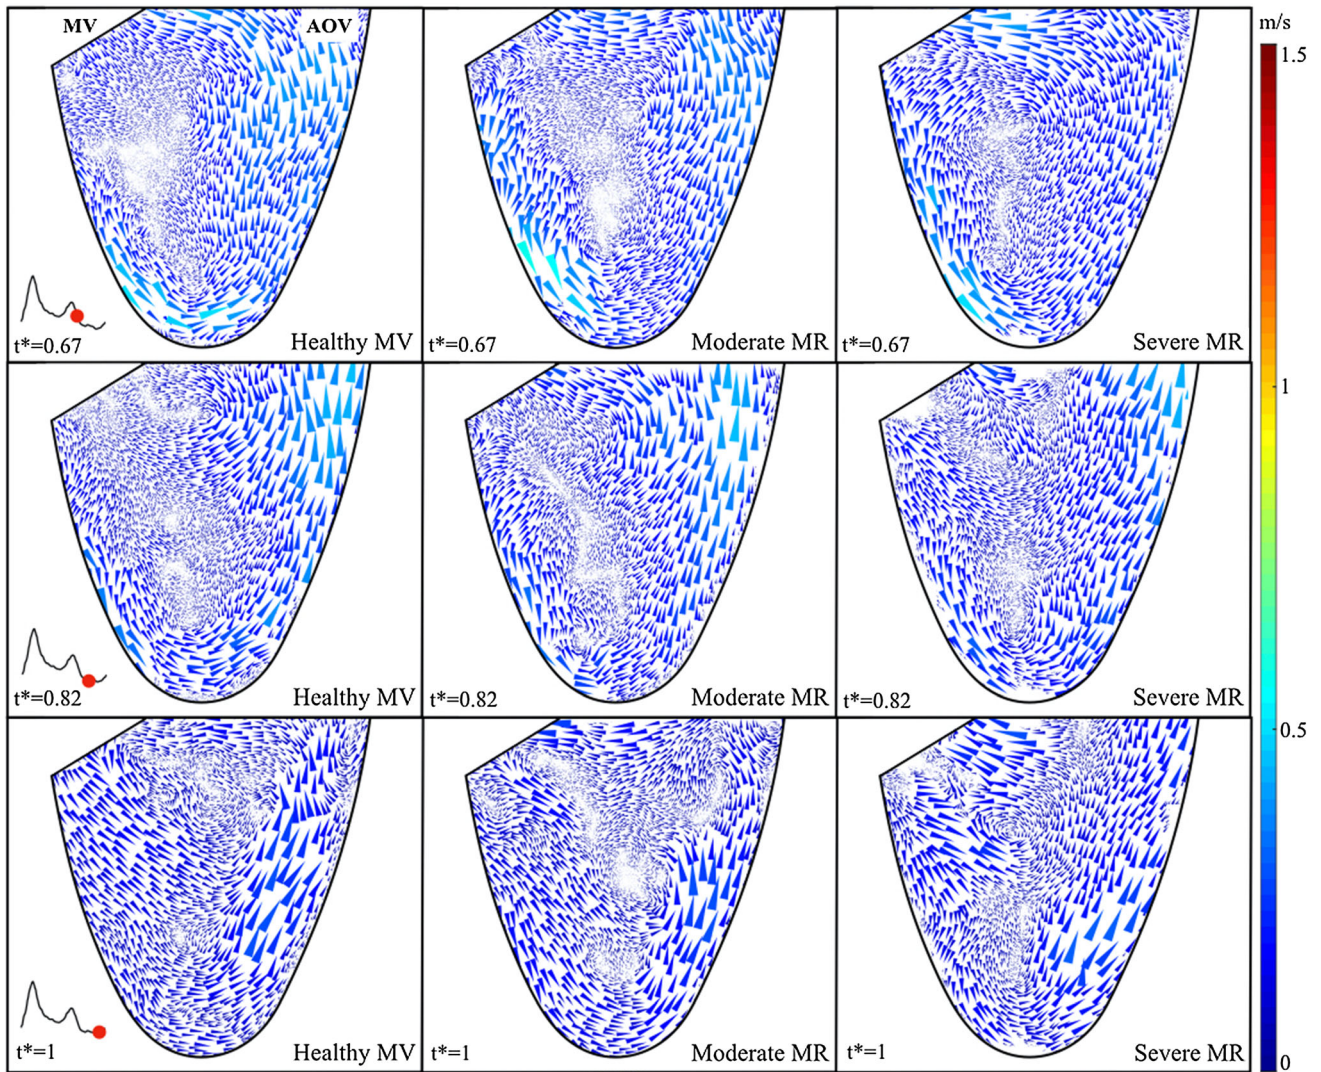 MV AOV m/s
1.5
t*=0.67 Healthy MV t*=0.67 Moderate MR t*=0.67 Severe MR
1
t*=0.82 Healthy MV t*=0.82 Moderate MR t*=0.82 Severe MR
0.5
t*=1 Healthy MV t*=1 Moderate MR t*=1 Severe MR
0